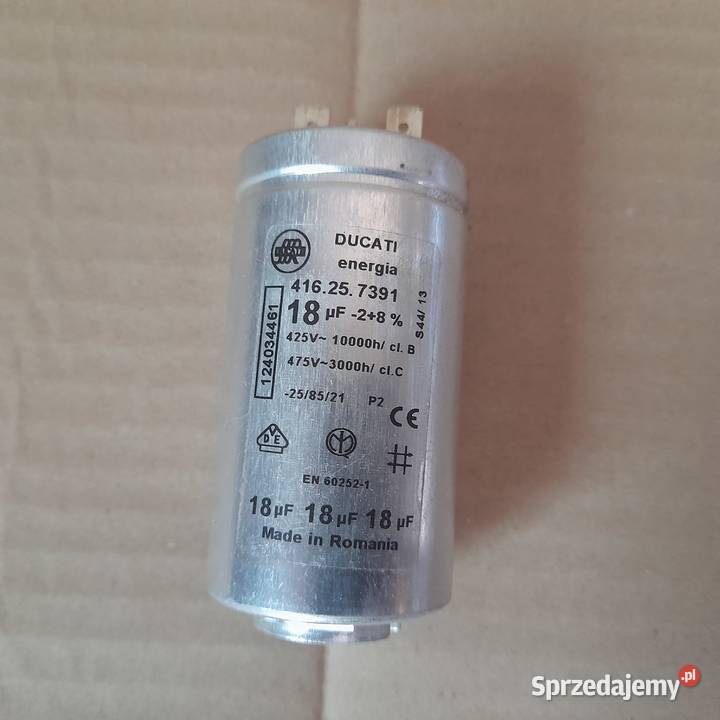 DUCATI
energia
416.25.7391
18 µF -2+8 %
425V~ 10000h/ cl. B
475V~3000h/ cl.C
-25/85/21 P2
CE
124034461
S44/ 13
VDE
EN 60252-1
18µF 18µF 18µF
Made in Romania
Sprzedajemy.pl